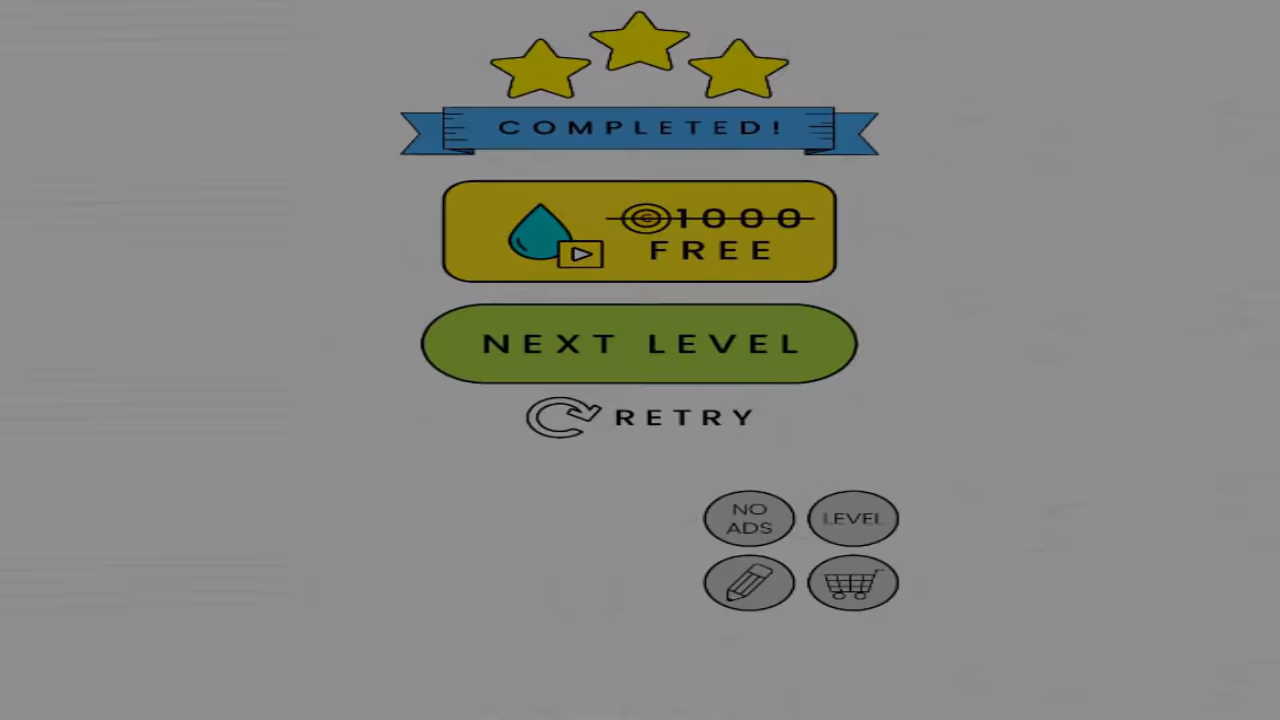 COMPLETED!
©1000
FREE
NEXT LEVEL
RETRY
NO
ADS
LEVEL